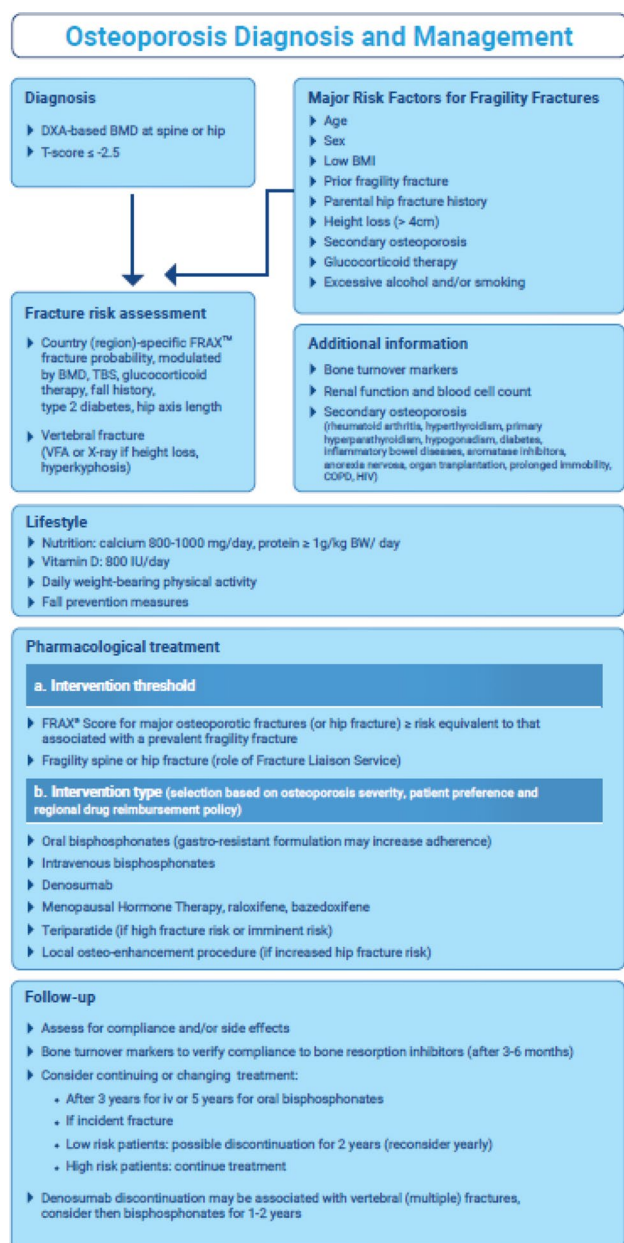 Osteoporosis Diagnosis and Management
Diagnosis
DXA-based BMD at spine or hip
T-score ≤ -2.5
Major Risk Factors for Fragility Fractures
Age
Sex
Low BMI
Prior fragility fracture
Parental hip fracture history
Height loss (> 4cm)
Secondary osteoporosis
Glucocorticoid therapy
Excessive alcohol and/or smoking
Fracture risk assessment
Country (region)-specific FRAX™
fracture probability, modulated
by BMD, TBS, glucocorticoid
therapy, fall history,
type 2 diabetes, hip axis length
Vertebral fracture
(VFA or X-ray if height loss,
hyperkyphosis)
Additional information
Bone turnover markers
Renal function and blood cell count
Secondary osteoporosis
(rheumatoid arthritis, hyperthyroidism, primary
hyperparathyroidism, hypogonadism, diabetes,
inflammatory bowel diseases, aromatase inhibitors,
anorexia nervosa, organ tranplantation, prolonged immobility,
COPD, HIV)
Lifestyle
Nutrition: calcium 800-1000 mg/day, protein ≥ 1g/kg BW/ day
Vitamin D: 800 IU/day
Daily weight-bearing physical activity
Fall prevention measures
Pharmacological treatment
a. Intervention threshold
FRAX® Score for major osteoporotic fractures (or hip fracture) ≥ risk equivalent to that
associated with a prevalent fragility fracture
Fragility spine or hip fracture (role of Fracture Liaison Service)
b. Intervention type (selection based on osteoporosis severity, patient preference and
regional drug reimbursement policy)
Oral bisphosphonates (gastro-resistant formulation may increase adherence)
Intravenous bisphosphonates
Denosumab
Menopausal Hormone Therapy, raloxifene, bazedoxifene
Teriparatide (if high fracture risk or imminent risk)
Local osteo-enhancement procedure (if increased hip fracture risk)
Follow-up
Assess for compliance and/or side effects
Bone turnover markers to verify compliance to bone resorption inhibitors (after 3-6 months)
Consider continuing or changing treatment:
• After 3 years for iv or 5 years for oral bisphosphonates
• If incident fracture
• Low risk patients: possible discontinuation for 2 years (reconsider yearly)
• High risk patients: continue treatment
Denosumab discontinuation may be associated with vertebral (multiple) fractures,
consider then bisphosphonates for 1-2 years